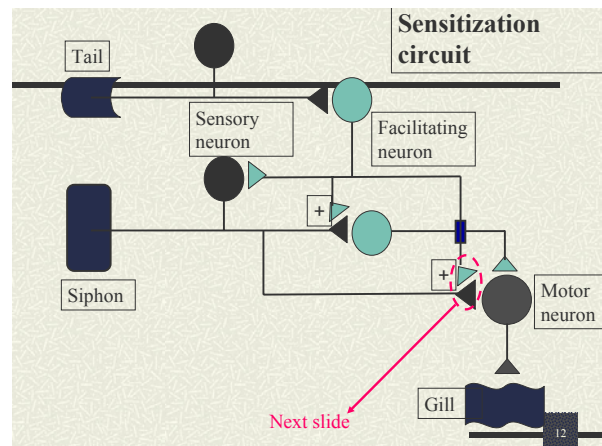 Sensitization
circuit
Tail
Sensory
neuron
Facilitating
neuron
+
+
Siphon
Motor
neuron
Gill
Next slide
12